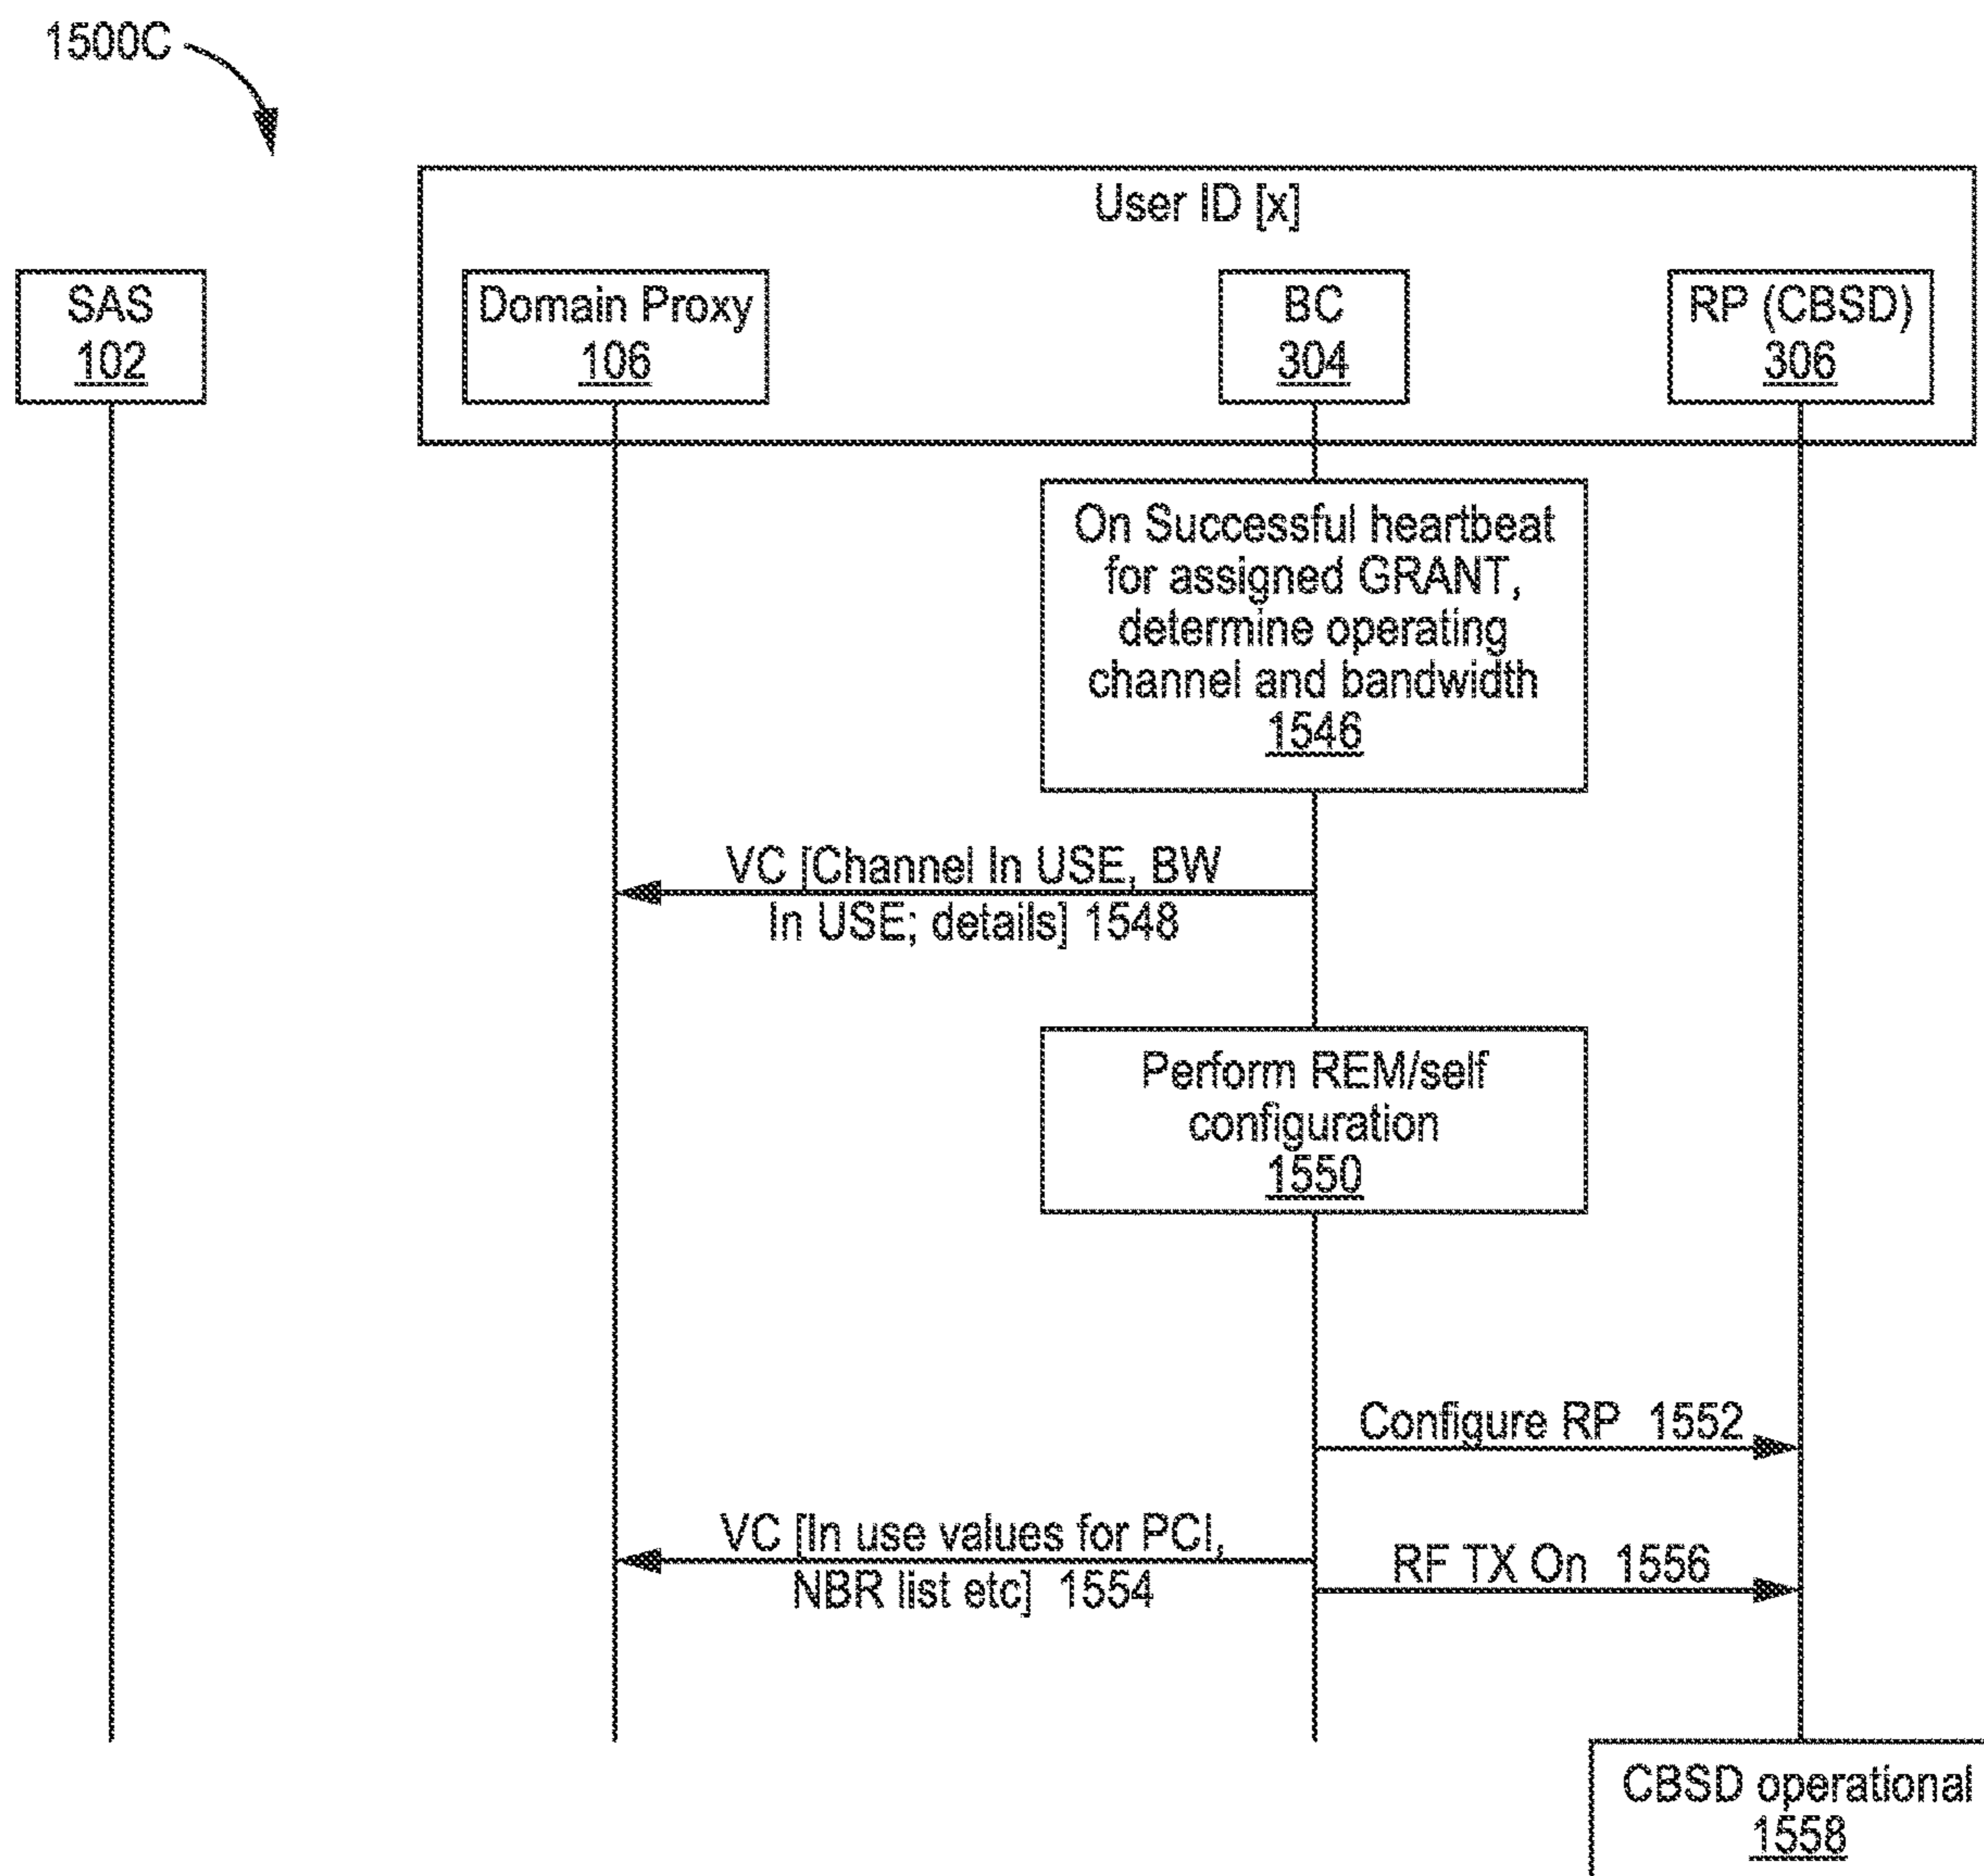 1500C
User ID [x]
SAS
102
Domain Proxy
106
BC
304
RP (CBSD)
306
On Successful heartbeat
for assigned GRANT,
determine operating
channel and bandwidth
1546
VC [Channel In USE, BW
In USE; details] 1548
Perform REM/self
configuration
1550
Configure RP 1552
VC [In use values for PCI,
NBR list etc] 1554
RF TX On 1556
CBSD operational
1558